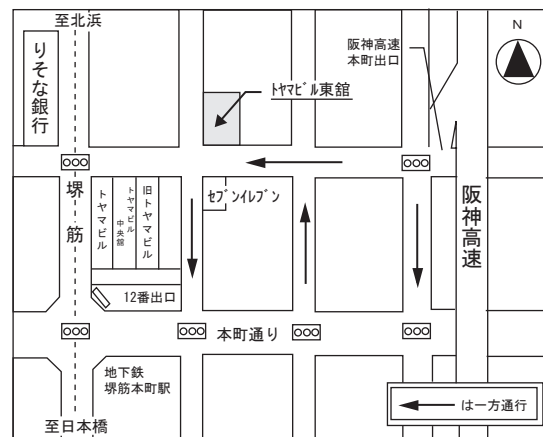 至北浜
りそな銀行
阪神高速
本町出口
N
トヤマビル東館
堺筋
トヤマビル
トヤマビル
中央館
旧トヤマビル
セブンイレブン
阪神高速
12番出口
本町通り
地下鉄
堺筋本町駅
は一方通行
至日本橋